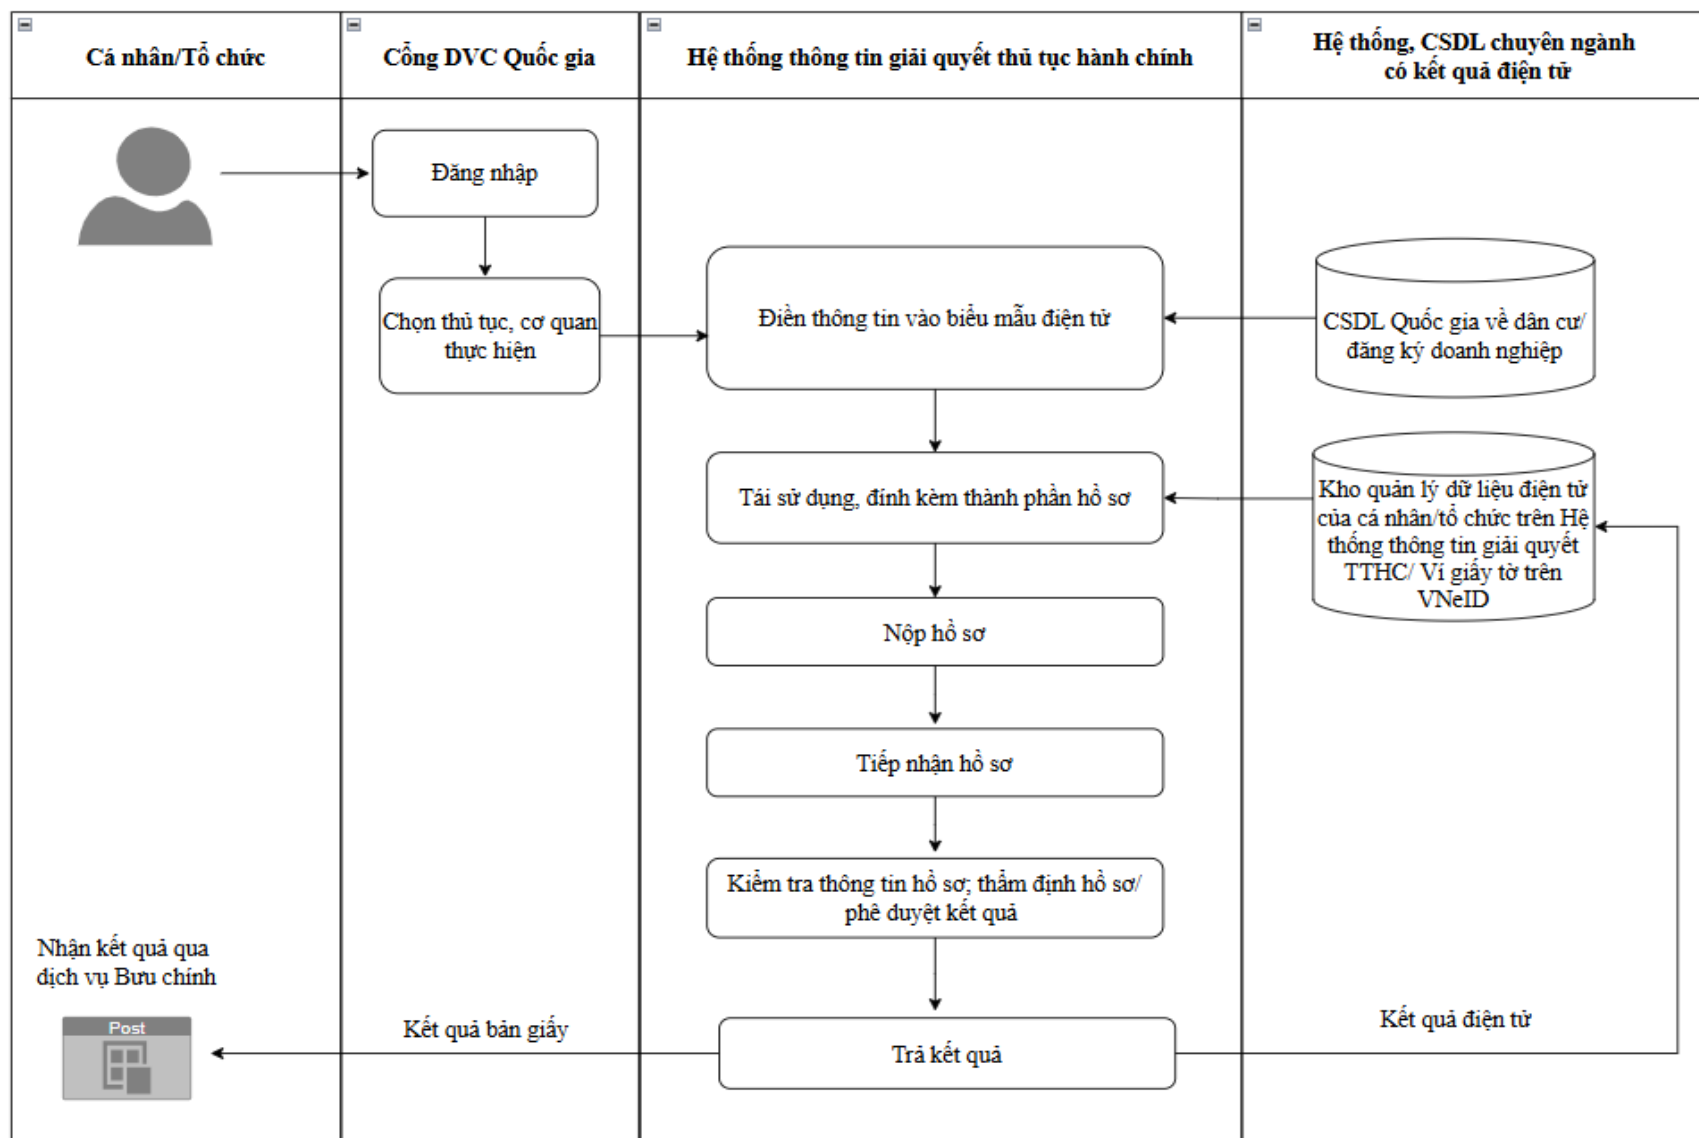 Cá nhân/Tổ chức
Cổng DVC Quốc gia
Hệ thống thông tin giải quyết thủ tục hành chính
Hệ thống, CSDL chuyên ngành
có kết quả điện tử
Đăng nhập
Chọn thủ tục, cơ quan
thực hiện
Điền thông tin vào biểu mẫu điện tử
CSDL Quốc gia về dân cư/
đăng ký doanh nghiệp
Tái sử dụng, đính kèm thành phần hồ sơ
Kho quản lý dữ liệu điện tử
của cá nhân/tổ chức trên Hệ
thống thông tin giải quyết
TTHC/ Ví giấy tờ trên
VNeID
Nộp hồ sơ
Tiếp nhận hồ sơ
Kiểm tra thông tin hồ sơ; thẩm định hồ sơ/
phê duyệt kết quả
Nhận kết quả qua
dịch vụ Bưu chính
Post
Kết quả bản giấy
Trả kết quả
Kết quả điện tử